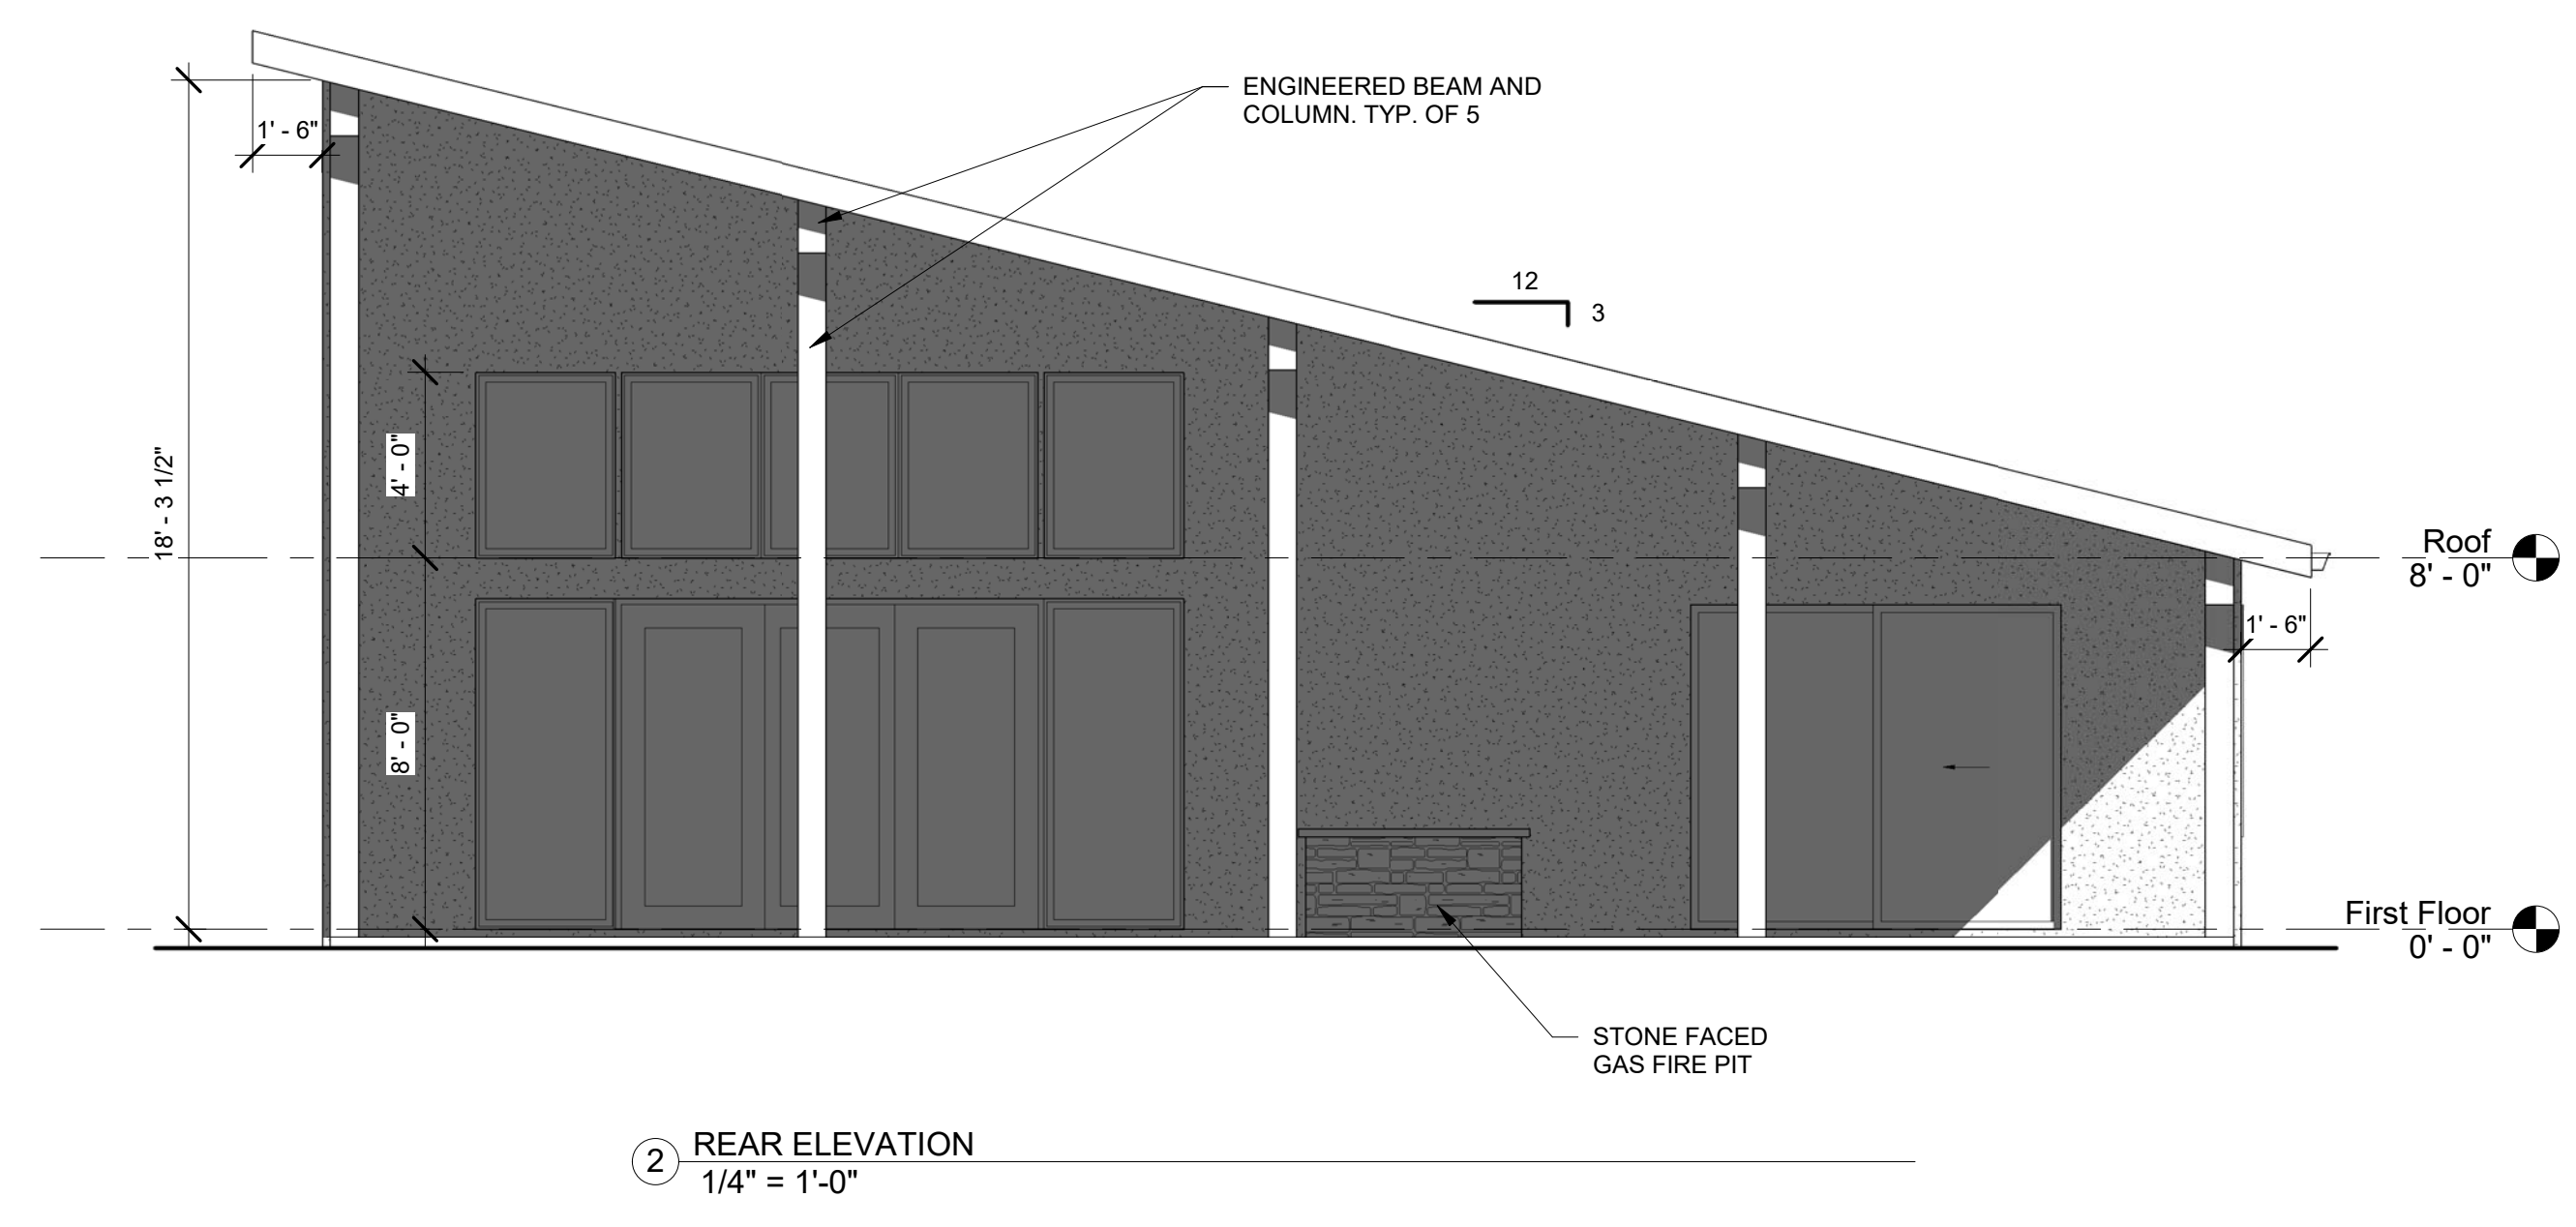 ENGINEERED BEAM AND
COLUMN. TYP. OF 5
1' - 6"
12
3
18' - 3 1/2"
4' - 0"
Roof
8' - 0"
1' - 6"
8' - 0"
First Floor
0' - 0"
STONE FACED
GAS FIRE PIT
2
REAR ELEVATION
1/4" = 1'-0"